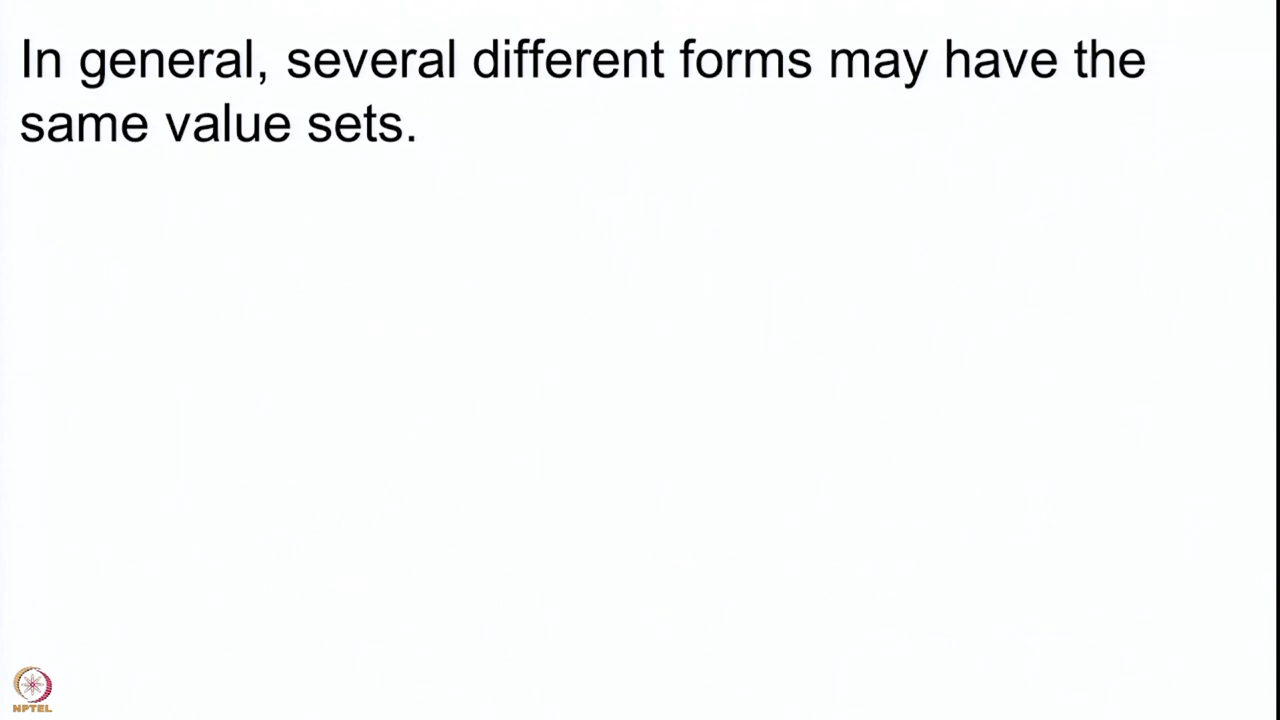 In general, several different forms may have the
same value sets.
NPTEL